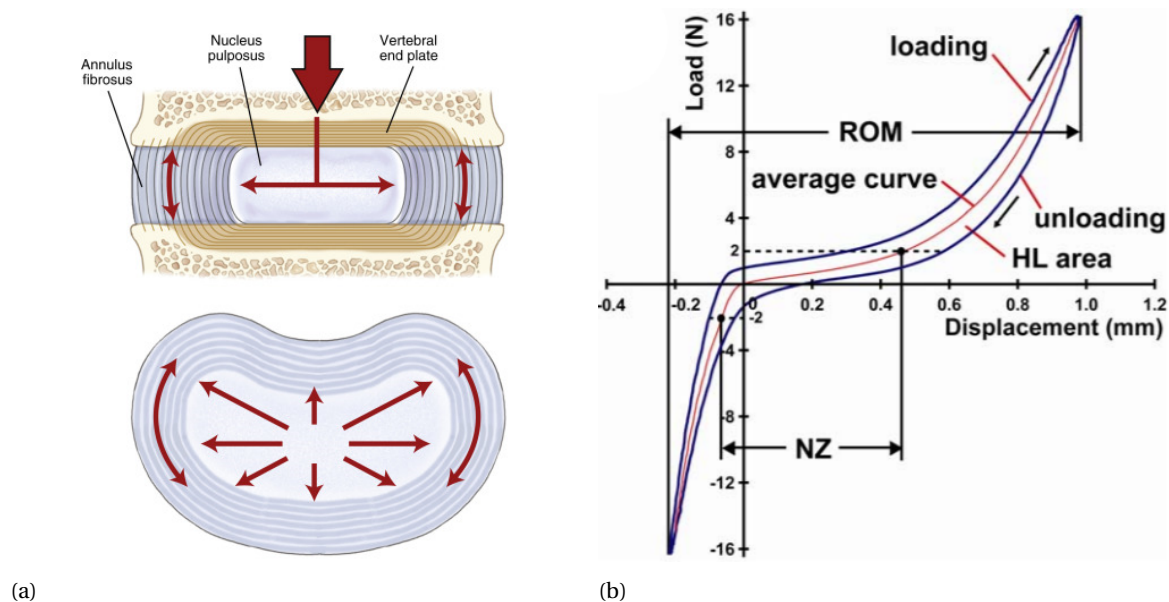 Nucleus
pulposus
Vertebral
end plate
Annulus
fibrosus
(a)
Load (N)
16
12
8
4
2
-2
-4
-8
-12
-16
-0.4
-0.2
0
0.2
0.4
0.6
0.8
1.0
1.2
Displacement (mm)
loading
ROM
average curve
unloading
HL area
NZ
(b)